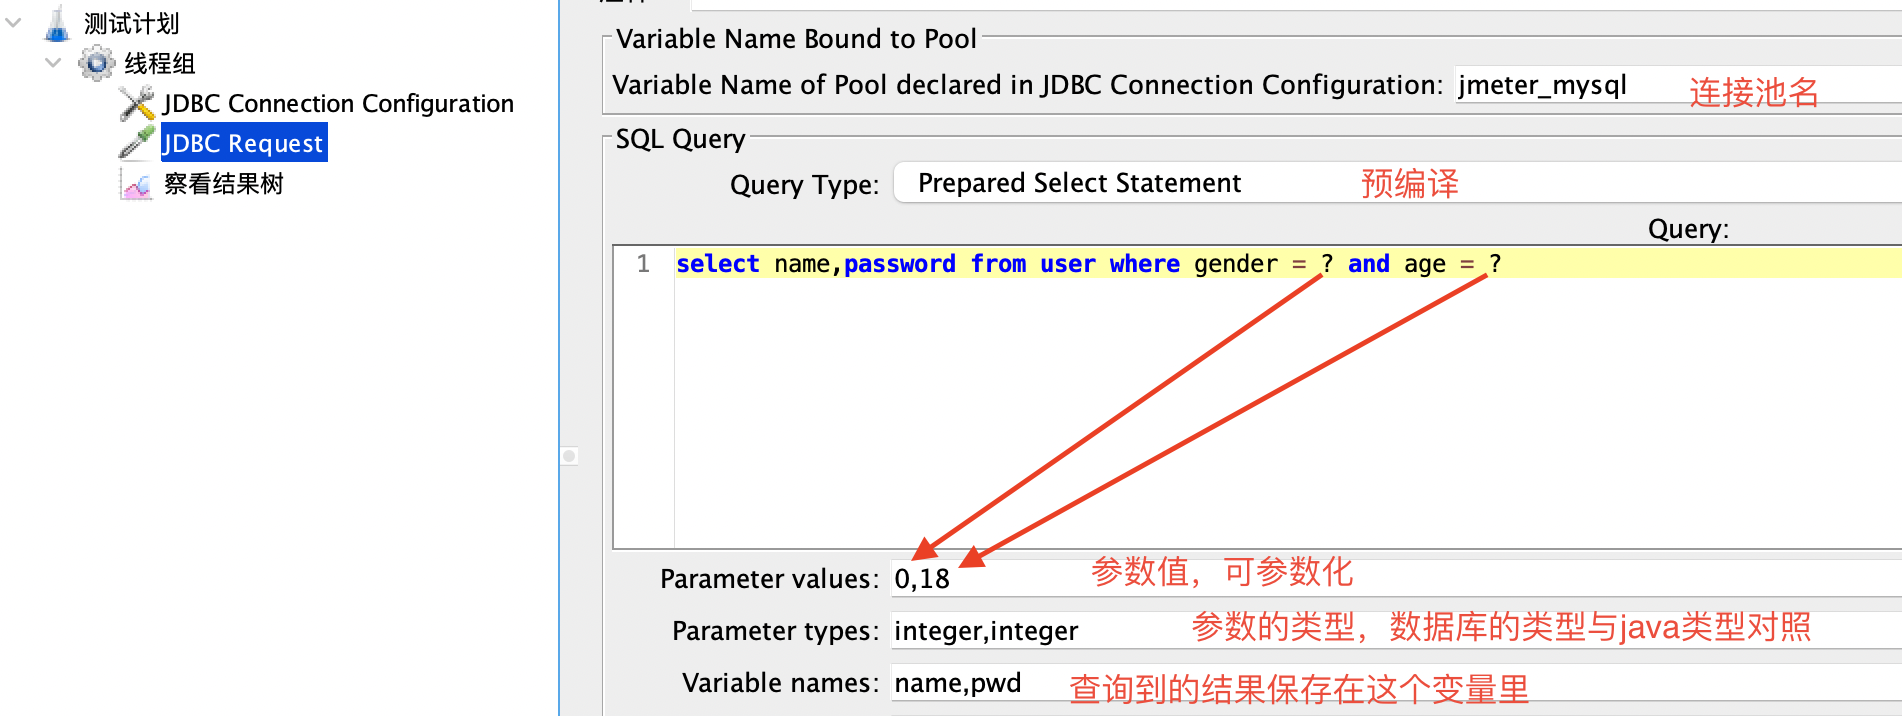 测试计划
线程组
JDBC Connection Configuration
JDBC Request
察看结果树
Variable Name Bound to Pool
Variable Name of Pool declared in JDBC Connection Configuration: jmeter_mysql 连接池名
SQL Query
Query Type: Prepared Select Statement 预编译
Query:
1 select name,password from user where gender = ? and age = ?
Parameter values: 0,18 参数值，可参数化
Parameter types: integer,integer 参数的类型，数据库的类型与java类型对照
Variable names: name,pwd 查询到的结果保存在这个变量里